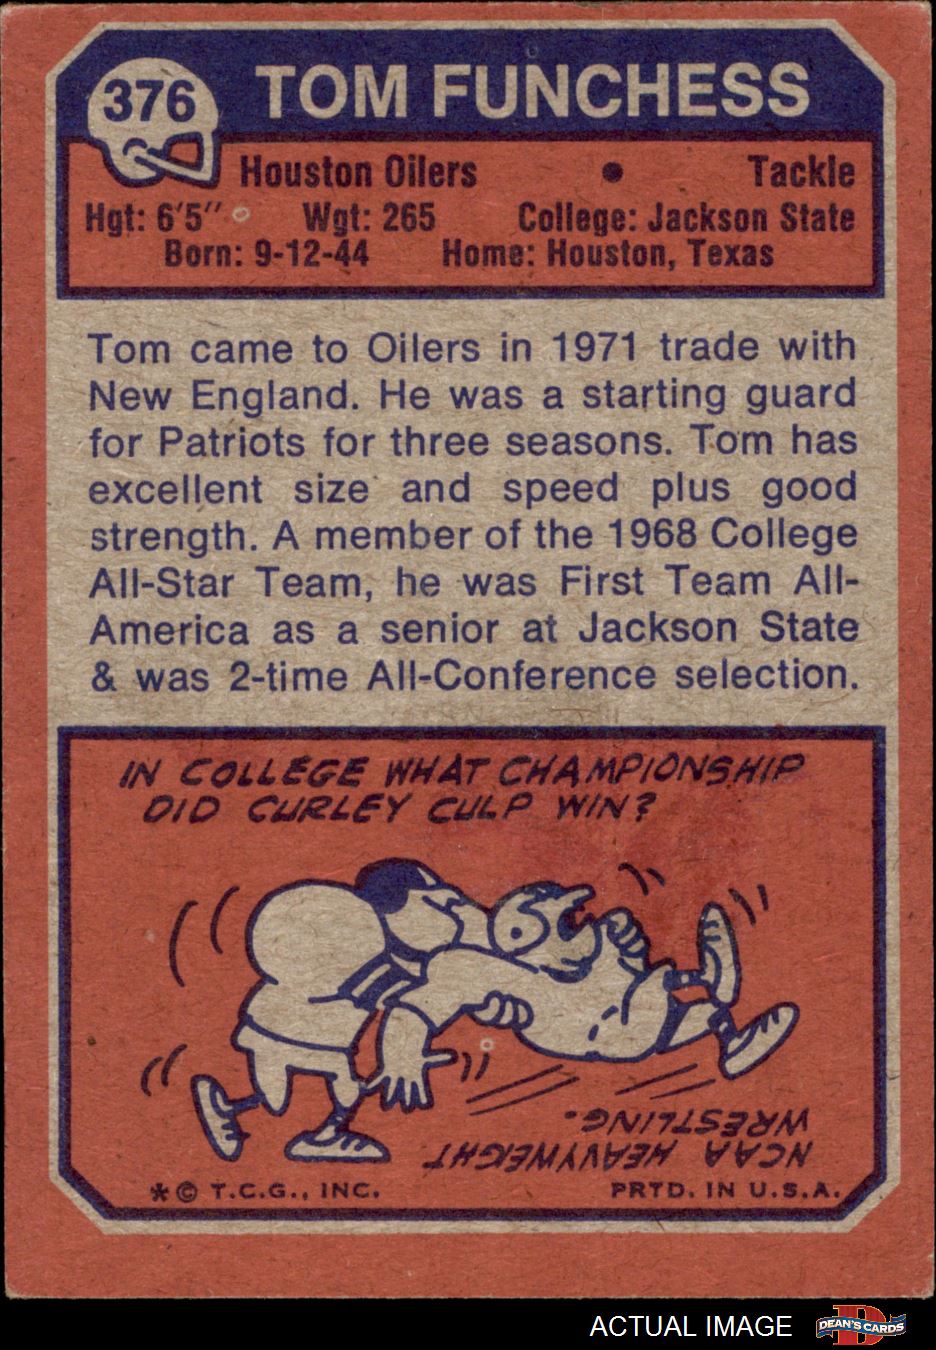 376
TOM FUNCHESS
Houston Oilers • Tackle
Hgt: 6'5" Wgt: 265 College: Jackson State
Born: 9-12-44 Home: Houston, Texas
Tom came to Oilers in 1971 trade with
New England. He was a starting guard
for Patriots for three seasons. Tom has
excellent size and speed plus good
strength. A member of the 1968 College
All-Star Team, he was First Team All-
America as a senior at Jackson State
& was 2-time All-Conference selection.
IN COLLEGE WHAT CHAMPIONSHIP
DID CURLEY CULP WIN?
NCAA HEAVYWEIGHT
WRESTLING.
* © T.C.G., INC. PRTD. IN U.S.A.
ACTUAL IMAGE
DEAN'S CARDS